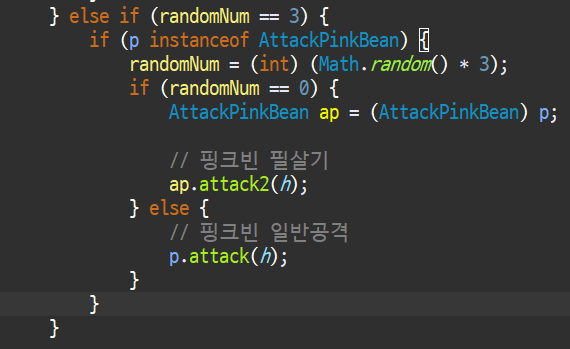 } else if (randomNum == 3) {
if (p instanceof AttackPinkBean) {
randomNum = (int) (Math.random() * 3);
if (randomNum == 0) {
AttackPinkBean ap = (AttackPinkBean) p;
// 핑크빈 필살기
ap.attack2(h);
} else {
// 핑크빈 일반공격
p.attack(h);
}
}
}